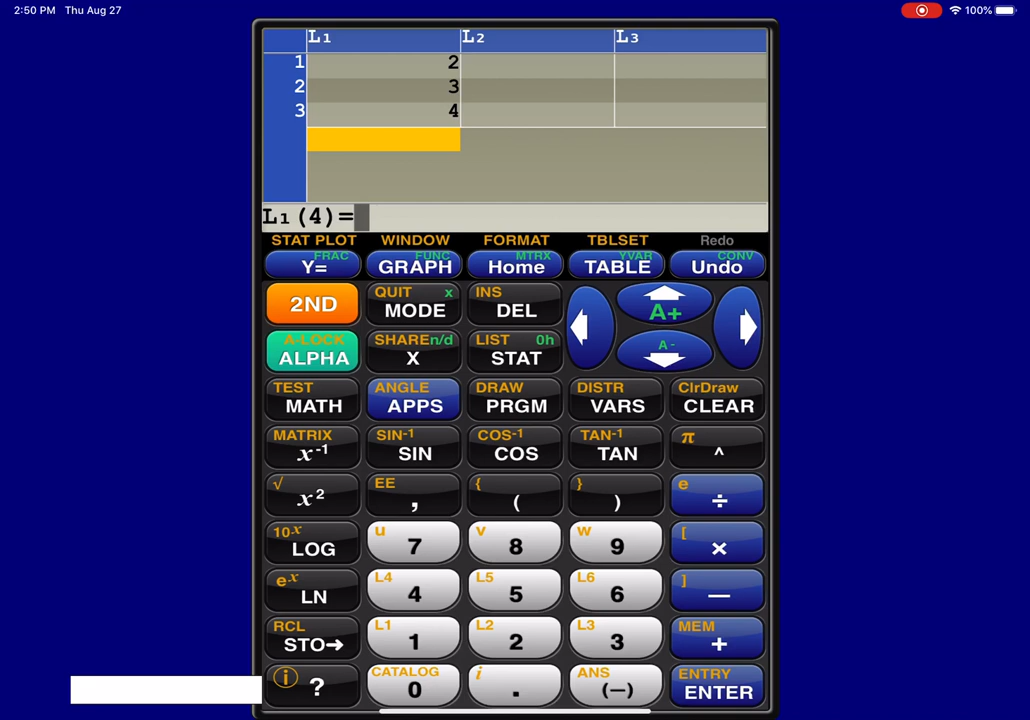 2:50 PM Thu Aug 27 100%
L₁ L₂ L₃
1 2
2 3
3 4
L₁(4)=
STAT PLOT WINDOW FORMAT TBLSET Redo
FRAC FUNC MTRX YVAR CONV
Y= GRAPH Home TABLE Undo
QUIT x INS
2ND MODE DEL A+
A-LOCK SHARE n/d LIST 0h A-
ALPHA X STAT
TEST ANGLE DRAW DISTR ClrDraw
MATH APPS PRGM VARS CLEAR
MATRIX SIN⁻¹ COS⁻¹ TAN⁻¹ π
x⁻¹ SIN COS TAN ^
√ EE { } e
x² , ( ) ÷
10ˣ u v w [
LOG 7 8 9 ×
eˣ L4 L5 L6 ]
LN 4 5 6 —
RCL L1 L2 L3 MEM
STO➔ 1 2 3 +
i CATALOG i ANS ENTRY
? 0 . (—) ENTER